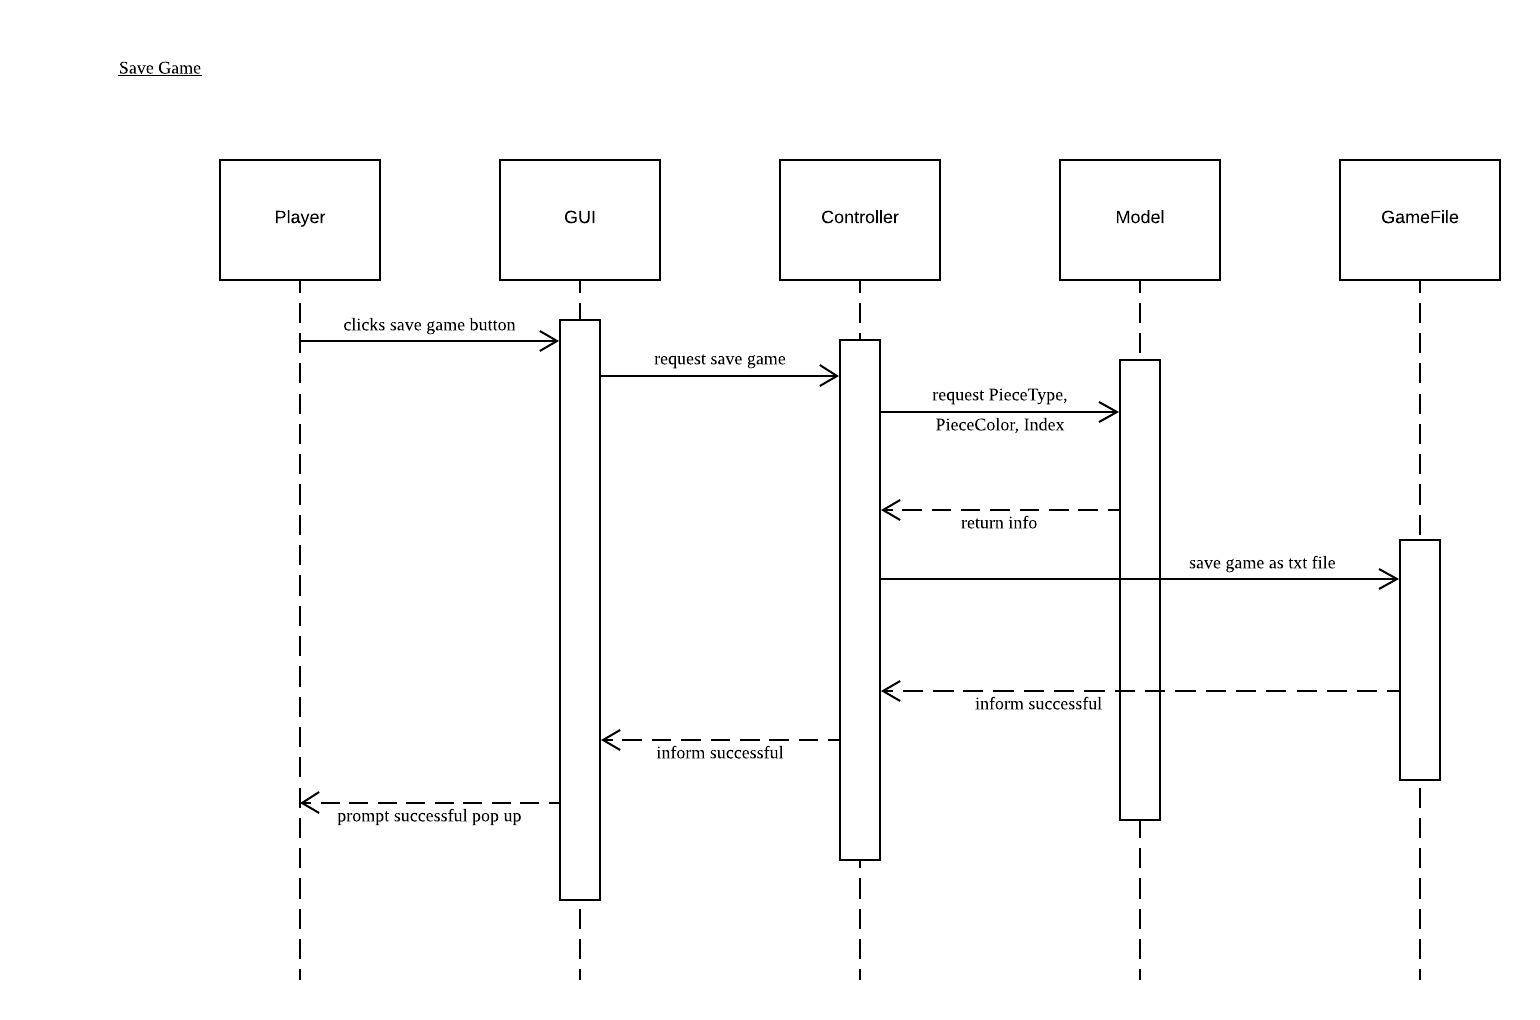 Save Game
Player
GUI
Controller
Model
GameFile
clicks save game button
request save game
request PieceType,
PieceColor, Index
return info
save game as txt file
inform successful
inform successful
prompt successful pop up